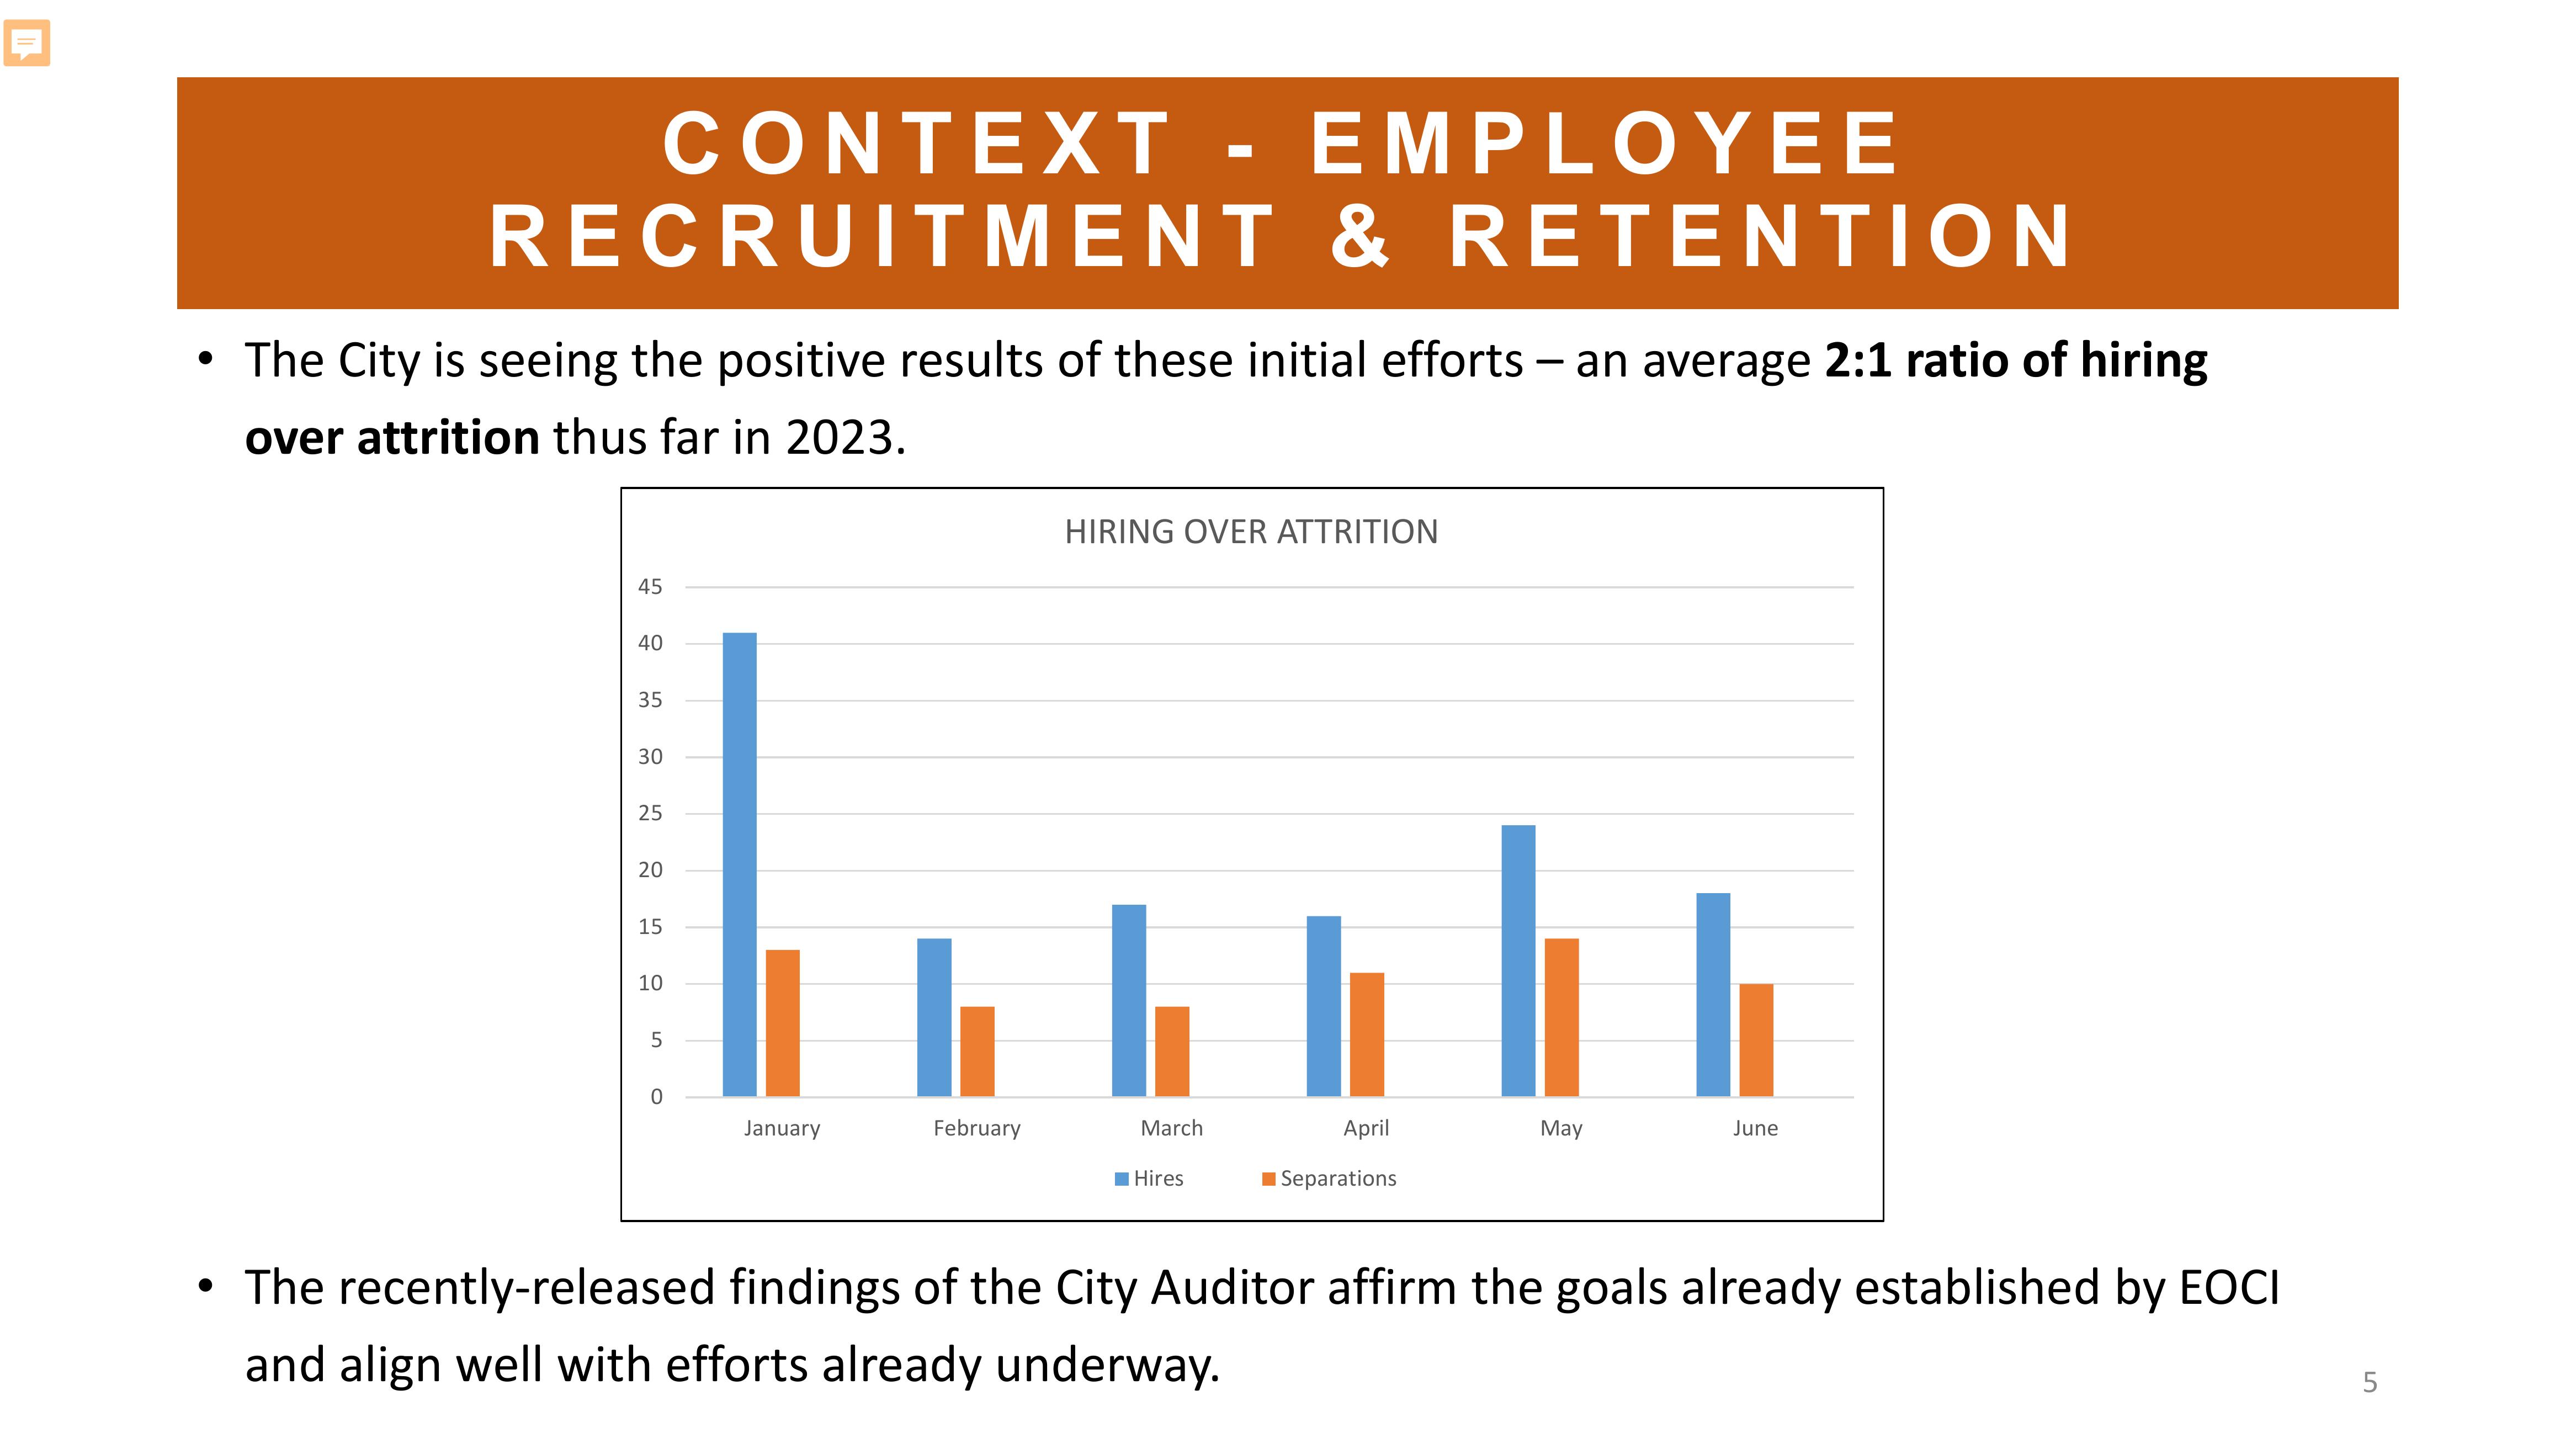 CONTEXT - EMPLOYEE
RECRUITMENT & RETENTION
• The City is seeing the positive results of these initial efforts – an average 2:1 ratio of hiring
over attrition thus far in 2023.
HIRING OVER ATTRITION
45
40
35
30
25
20
15
10
5
0
January February March April May June
Hires Separations
• The recently-released findings of the City Auditor affirm the goals already established by EOCI
and align well with efforts already underway.
5